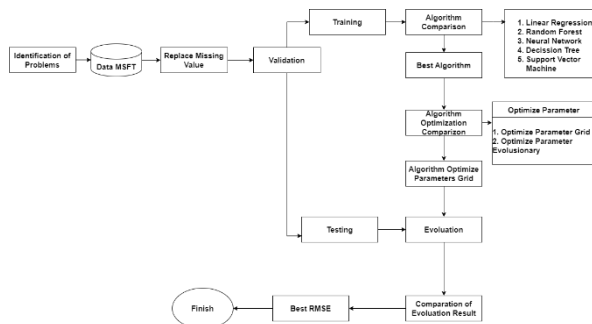 Identification of
Problems
Data MSFT
Replace Missing
Value
Validation
Training
Algorithm
Comparison
1. Linear Regression
2. Random Forest
3. Neural Network
4. Decission Tree
5. Support Vector
Machine
Best Algorithm
Algorithm
Optimization
Comparison
Optimize Parameter
1. Optimize Parameter Grid
2. Optimize Parameter
Evolusionary
Algorithm Optimize
Parameters Grid
Testing
Evoluation
Comparation of
Evaluation Result
Best RMSE
Finish